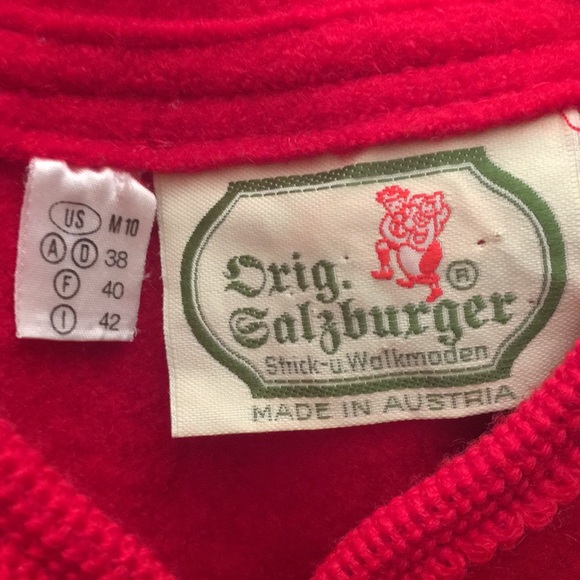 US M 10
A D 38
F 40
I 42
Orig.
Salzburger ®
Strick-u.Walkmoden
MADE IN AUSTRIA